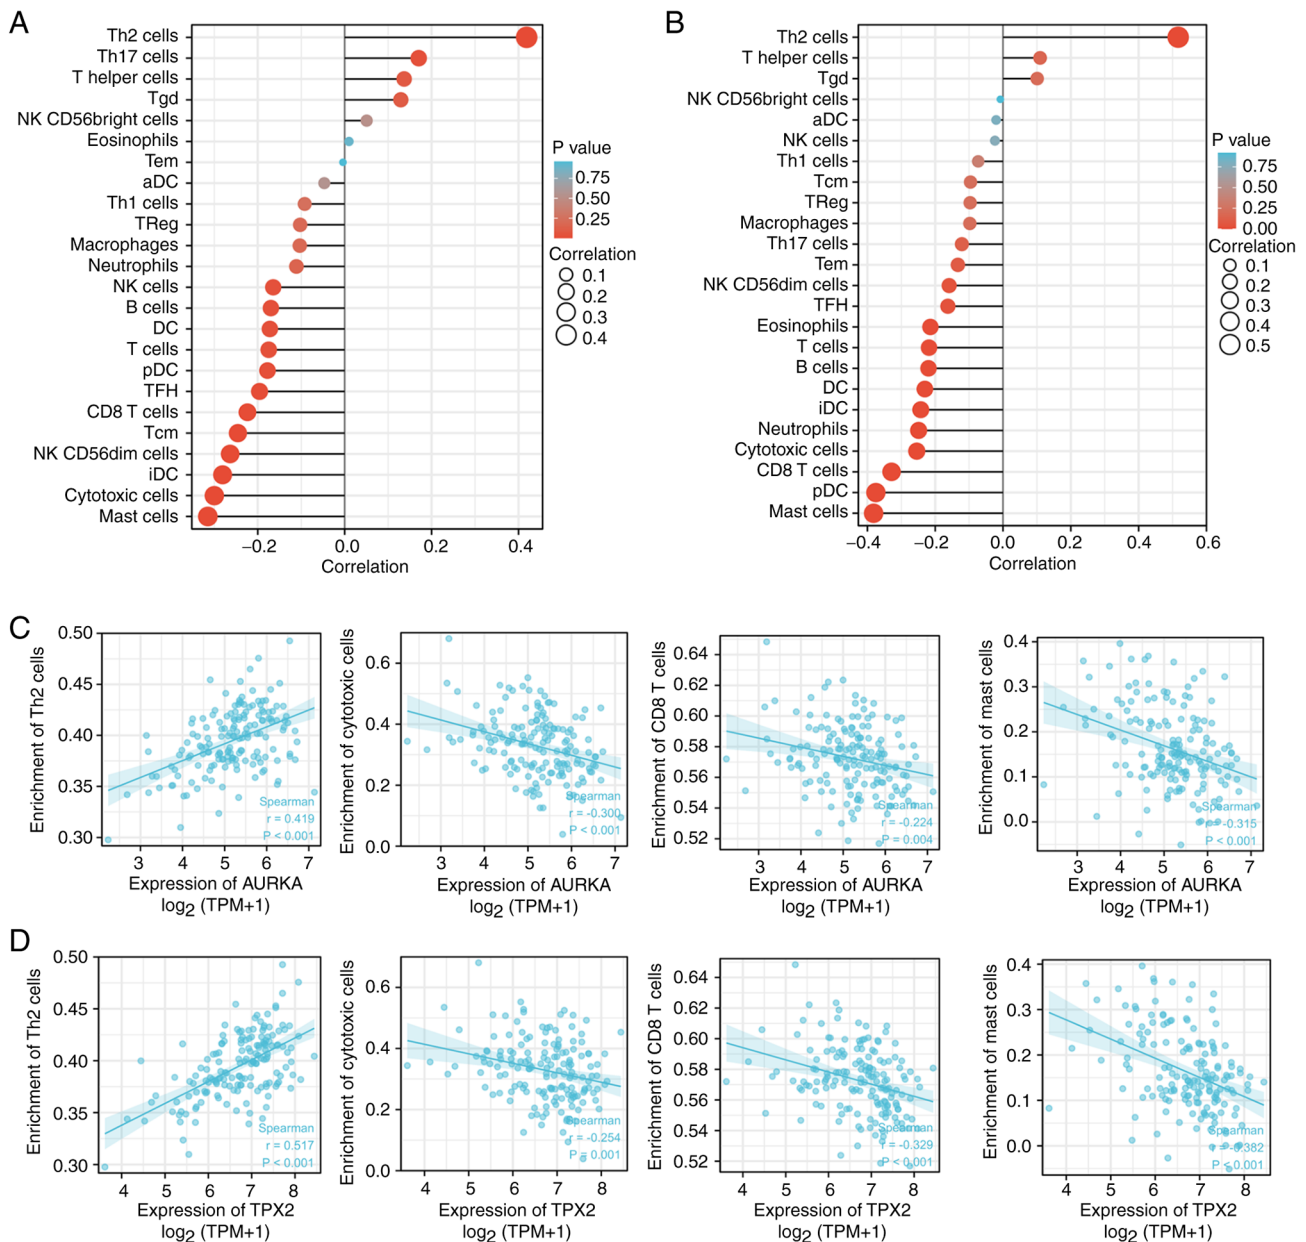 A
Th2 cells
Th17 cells
T helper cells
Tgd
NK CD56bright cells
Eosinophils
Tem
aDC
Th1 cells
TReg
Macrophages
Neutrophils
NK cells
B cells
DC
T cells
pDC
TFH
CD8 T cells
Tcm
NK CD56dim cells
iDC
Cytotoxic cells
Mast cells
−0.2 0.0 0.2 0.4
Correlation
P value
0.75
0.50
0.25
Correlation
0.1
0.2
0.3
0.4
B
Th2 cells
T helper cells
Tgd
NK CD56bright cells
aDC
NK cells
Th1 cells
Tcm
TReg
Macrophages
Th17 cells
Tem
NK CD56dim cells
TFH
Eosinophils
T cells
B cells
DC
iDC
Neutrophils
Cytotoxic cells
CD8 T cells
pDC
Mast cells
−0.4 −0.2 0.0 0.2 0.4 0.6
Correlation
P value
0.75
0.50
0.25
0.00
Correlation
0.1
0.2
0.3
0.4
0.5
C
Enrichment of Th2 cells
0.50
0.45
0.40
0.35
0.30
Spearman
r = 0.419
P < 0.001
3 4 5 6 7
Expression of AURKA
log2 (TPM+1)
Enrichment of cytotoxic cells
0.6
0.4
0.2
0.0
Spearman
r = -0.300
P < 0.001
3 4 5 6 7
Expression of AURKA
log2 (TPM+1)
Enrichment of CD8 T cells
0.64
0.62
0.60
0.58
0.56
0.54
0.52
Spearman
r = -0.224
P = 0.004
3 4 5 6 7
Expression of AURKA
log2 (TPM+1)
Enrichment of mast cells
0.4
0.3
0.2
0.1
0.0
Spearman
r = -0.315
P < 0.001
3 4 5 6 7
Expression of AURKA
log2 (TPM+1)
D
Enrichment of Th2 cells
0.50
0.45
0.40
0.35
0.30
Spearman
r = 0.517
P < 0.001
4 5 6 7 8
Expression of TPX2
log2 (TPM+1)
Enrichment of cytotoxic cells
0.6
0.4
0.2
0.0
Spearman
r = -0.254
P = 0.001
4 5 6 7 8
Expression of TPX2
log2 (TPM+1)
Enrichment of CD8 T cells
0.64
0.62
0.60
0.58
0.56
0.54
0.52
Spearman
r = -0.329
P < 0.001
4 5 6 7 8
Expression of TPX2
log2 (TPM+1)
Enrichment of mast cells
0.4
0.3
0.2
0.1
0.0
Spearman
r = -0.382
P < 0.001
4 5 6 7 8
Expression of TPX2
log2 (TPM+1)